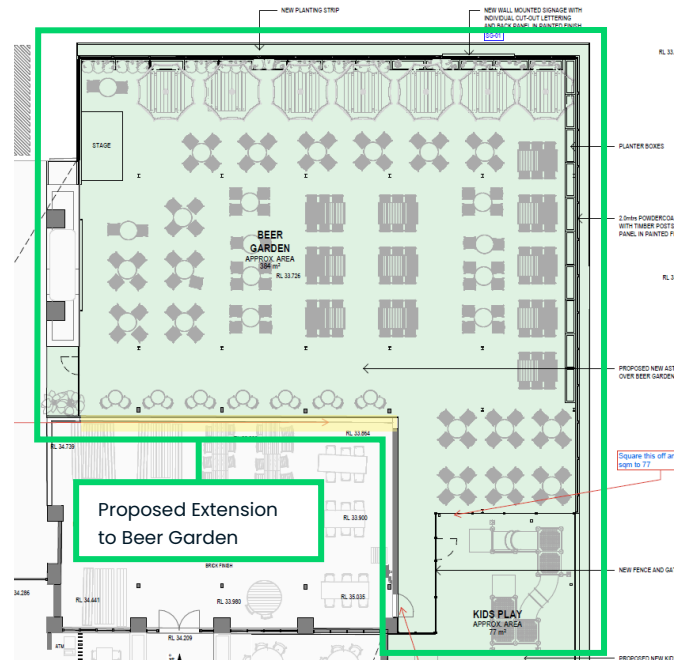 NEW PLANTING STRIP
NEW WALL MOUNTED SIGNAGE WITH
INDIVIDUAL CUT-OUT LETTERING
AND BACK PANEL IN PAINTED FINISH
SG-01
RL 33.
STAGE
PLANTER BOXES
2.0mtrs POWDERCOA
WITH TIMBER POSTS
PANEL IN PAINTED F
BEER
GARDEN
APPROX. AREA
384 m²
RL 33.726
RL 3
PROPOSED NEW AST
OVER BEER GARDEN
RL 34.739
RL 33.864
Square this off an
sqm to 77
Proposed Extension
to Beer Garden
RL 33.900
BRICK FINISH
NEW FENCE AND GAT
34.286
RL 34.441
RL 33.980
RL 35.035
KIDS PLAY
APPROX. AREA
77 m²
RL 34.209
ATM
PROPOSED NEW KID